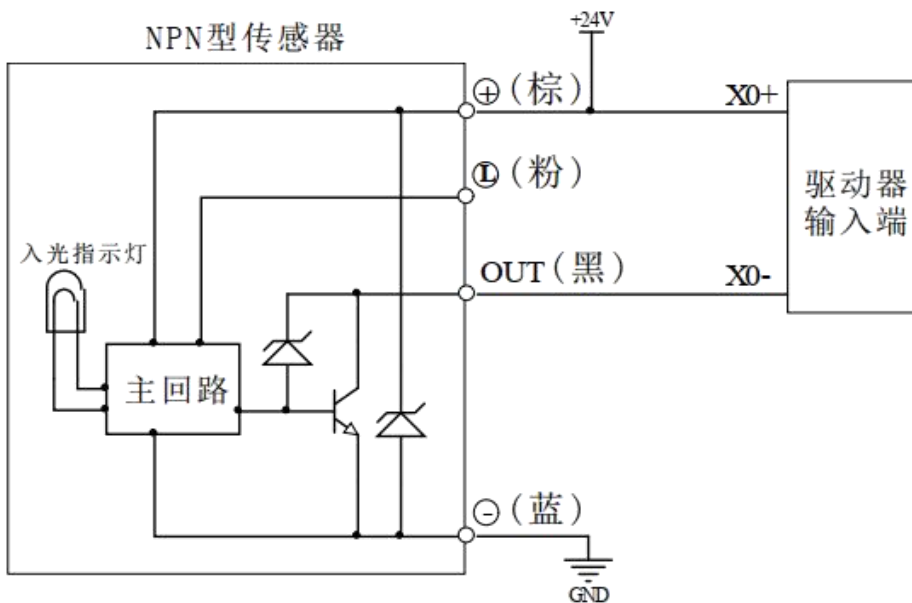 +24V
NPN型传感器
⊕(棕)
X0+
Ⓛ(粉)
驱动器
输入端
入光指示灯
OUT(黑)
X0-
主回路
⊖(蓝)
GND